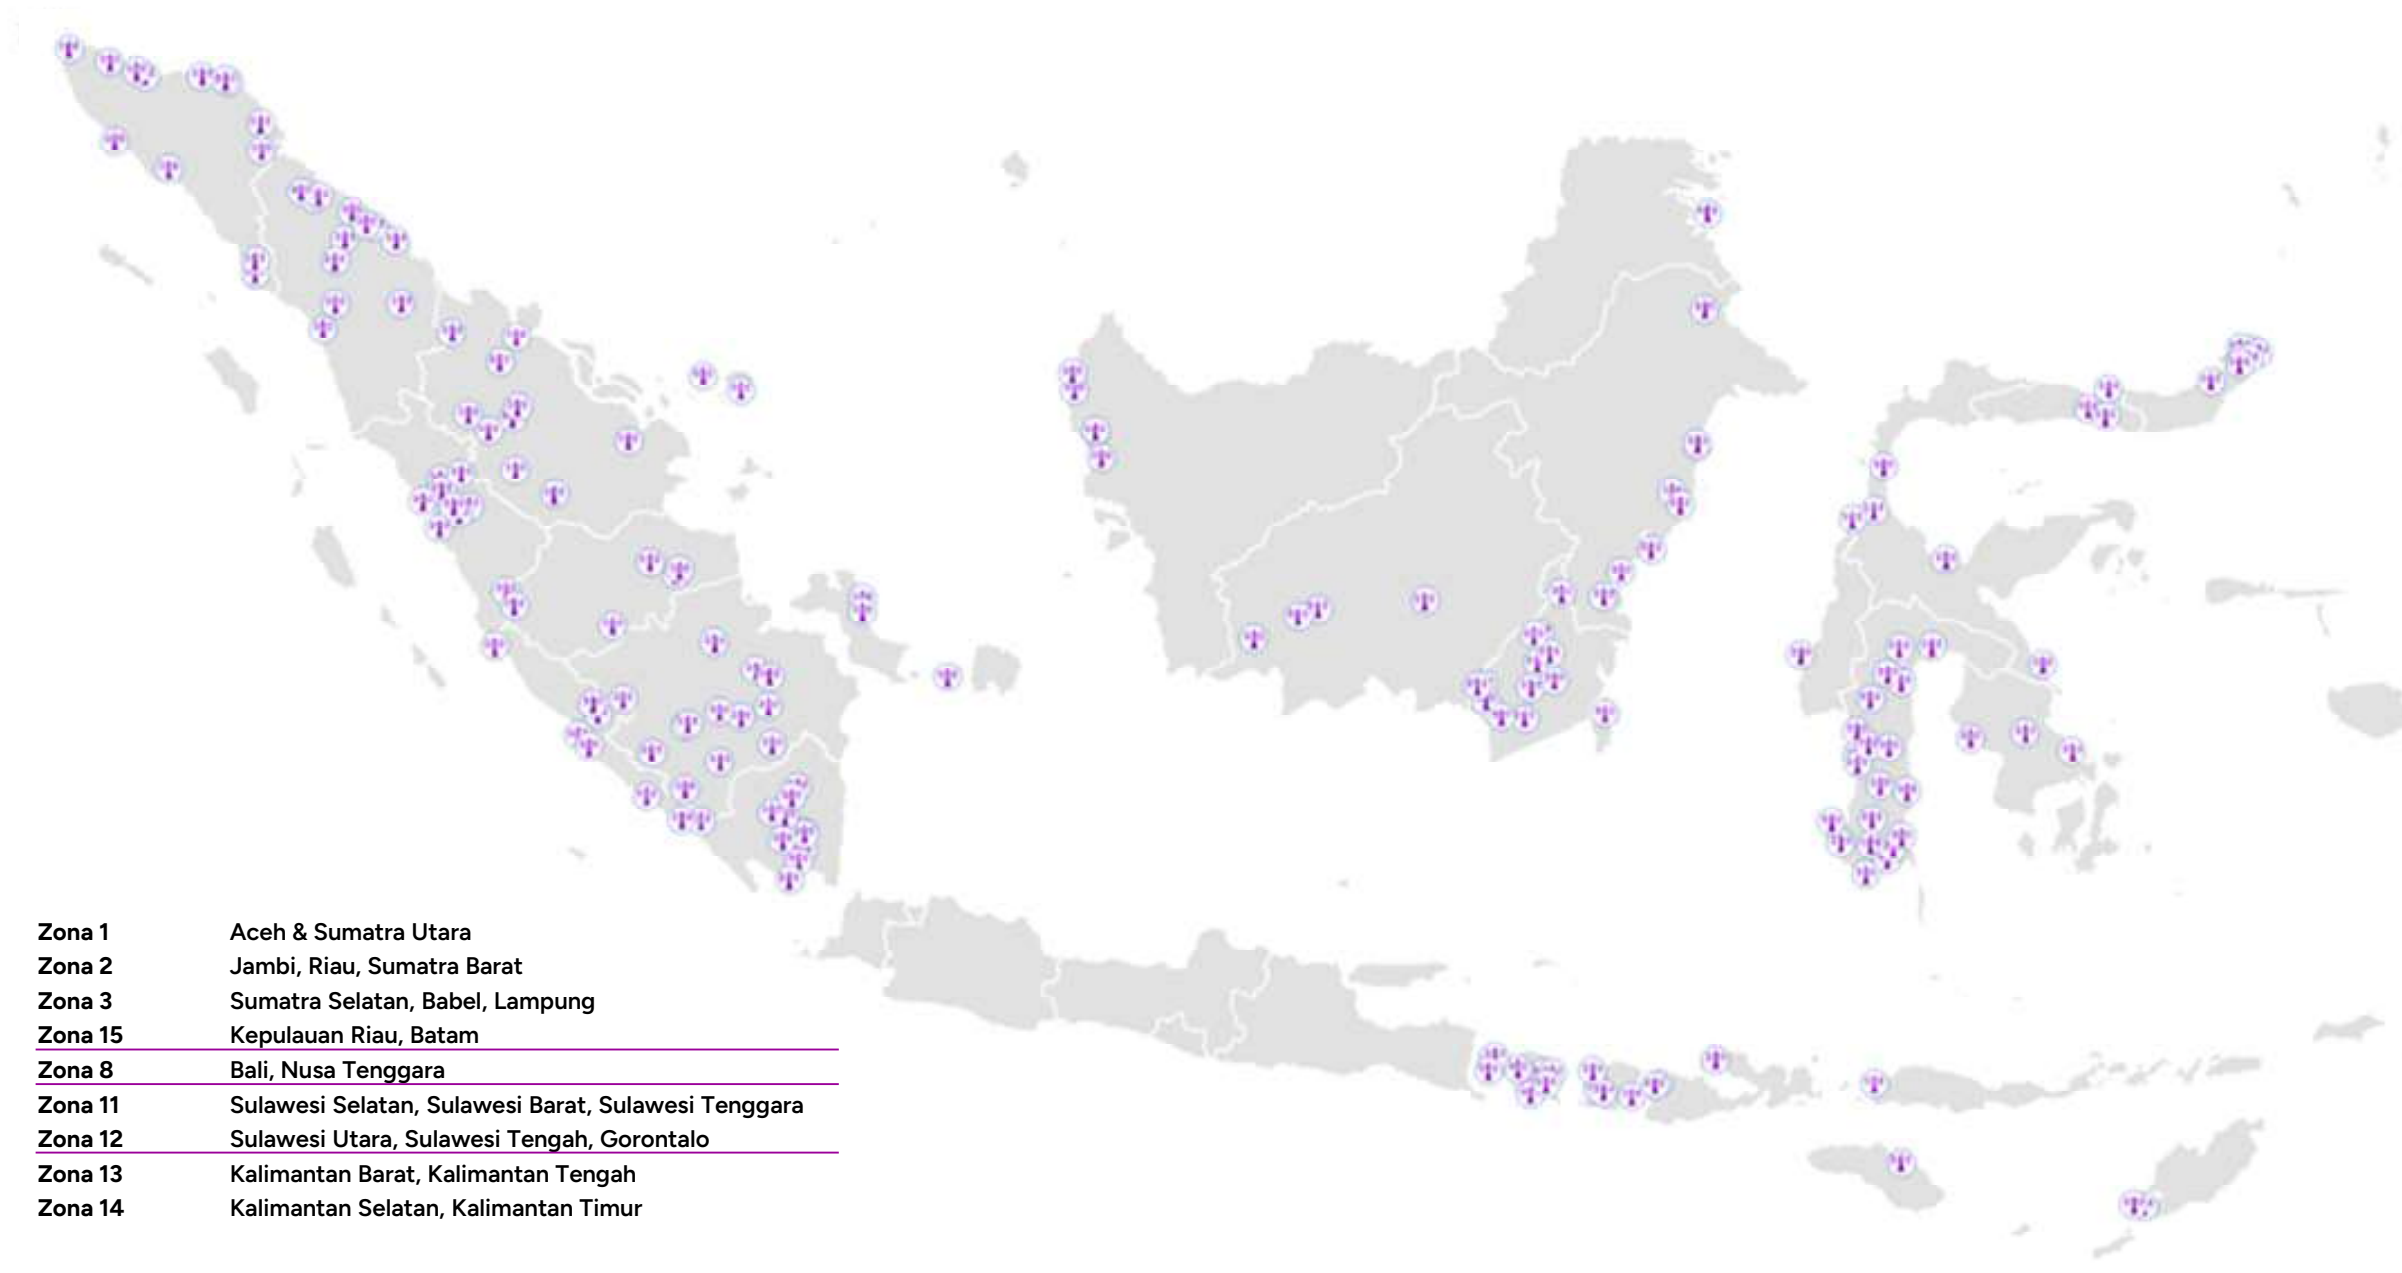 Zona 1 Aceh & Sumatra Utara
Zona 2 Jambi, Riau, Sumatra Barat
Zona 3 Sumatra Selatan, Babel, Lampung
Zona 15 Kepulauan Riau, Batam
Zona 8 Bali, Nusa Tenggara
Zona 11 Sulawesi Selatan, Sulawesi Barat, Sulawesi Tenggara
Zona 12 Sulawesi Utara, Sulawesi Tengah, Gorontalo
Zona 13 Kalimantan Barat, Kalimantan Tengah
Zona 14 Kalimantan Selatan, Kalimantan Timur